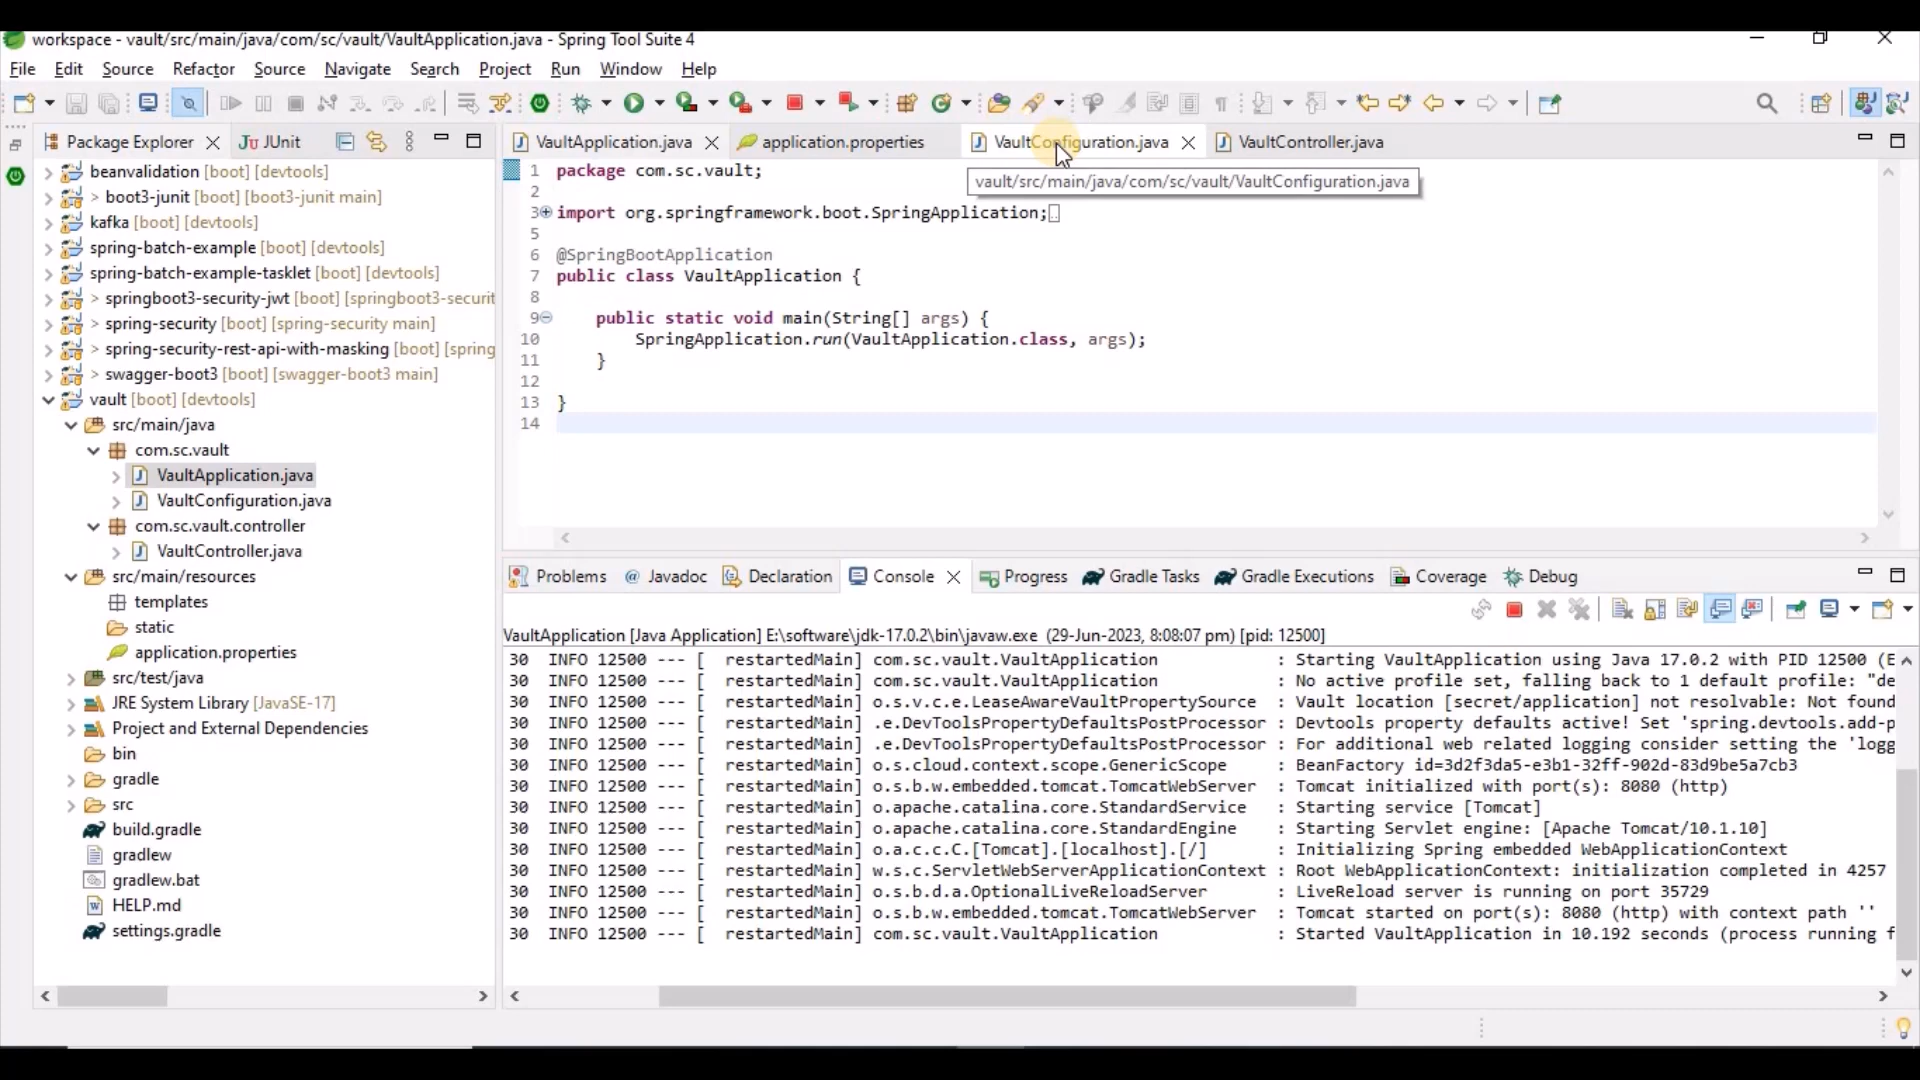 workspace - vault/src/main/java/com/sc/vault/VaultApplication.java - Spring Tool Suite 4
File Edit Source Refactor Source Navigate Search Project Run Window Help
Package Explorer JUnit
VaultApplication.java application.properties VaultConfiguration.java VaultController.java
vault/src/main/java/com/sc/vault/VaultConfiguration.java
beanvalidation [boot] [devtools]
> boot3-junit [boot] [boot3-junit main]
kafka [boot] [devtools]
spring-batch-example [boot] [devtools]
spring-batch-example-tasklet [boot] [devtools]
> springboot3-security-jwt [boot] [springboot3-securit
> spring-security [boot] [spring-security main]
> spring-security-rest-api-with-masking [boot] [spring
> swagger-boot3 [boot] [swagger-boot3 main]
vault [boot] [devtools]
src/main/java
com.sc.vault
VaultApplication.java
VaultConfiguration.java
com.sc.vault.controller
VaultController.java
src/main/resources
templates
static
application.properties
src/test/java
JRE System Library [JavaSE-17]
Project and External Dependencies
bin
gradle
src
build.gradle
gradlew
gradlew.bat
HELP.md
settings.gradle
1 package com.sc.vault;
2
3 import org.springframework.boot.SpringApplication;
5
6 @SpringBootApplication
7 public class VaultApplication {
8
9 public static void main(String[] args) {
10 SpringApplication.run(VaultApplication.class, args);
11 }
12
13 }
14
Problems Javadoc Declaration Console Progress Gradle Tasks Gradle Executions Coverage Debug
VaultApplication [Java Application] E:\software\jdk-17.0.2\bin\javaw.exe (29-Jun-2023, 8:08:07 pm) [pid: 12500]
30 INFO 12500 --- [ restartedMain] com.sc.vault.VaultApplication : Starting VaultApplication using Java 17.0.2 with PID 12500 (E
30 INFO 12500 --- [ restartedMain] com.sc.vault.VaultApplication : No active profile set, falling back to 1 default profile: "de
30 INFO 12500 --- [ restartedMain] o.s.v.c.e.LeaseAwareVaultPropertySource : Vault location [secret/application] not resolvable: Not found
30 INFO 12500 --- [ restartedMain] .e.DevToolsPropertyDefaultsPostProcessor : Devtools property defaults active! Set 'spring.devtools.add-p
30 INFO 12500 --- [ restartedMain] .e.DevToolsPropertyDefaultsPostProcessor : For additional web related logging consider setting the 'logg
30 INFO 12500 --- [ restartedMain] o.s.cloud.context.scope.GenericScope : BeanFactory id=3d2f3da5-e3b1-32ff-902d-83d9be5a7cb3
30 INFO 12500 --- [ restartedMain] o.s.b.w.embedded.tomcat.TomcatWebServer : Tomcat initialized with port(s): 8080 (http)
30 INFO 12500 --- [ restartedMain] o.apache.catalina.core.StandardService : Starting service [Tomcat]
30 INFO 12500 --- [ restartedMain] o.apache.catalina.core.StandardEngine : Starting Servlet engine: [Apache Tomcat/10.1.10]
30 INFO 12500 --- [ restartedMain] o.a.c.c.C.[Tomcat].[localhost].[/] : Initializing Spring embedded WebApplicationContext
30 INFO 12500 --- [ restartedMain] w.s.c.ServletWebServerApplicationContext : Root WebApplicationContext: initialization completed in 4257
30 INFO 12500 --- [ restartedMain] o.s.b.d.a.OptionalLiveReloadServer : LiveReload server is running on port 35729
30 INFO 12500 --- [ restartedMain] o.s.b.w.embedded.tomcat.TomcatWebServer : Tomcat started on port(s): 8080 (http) with context path ''
30 INFO 12500 --- [ restartedMain] com.sc.vault.VaultApplication : Started VaultApplication in 10.192 seconds (process running f